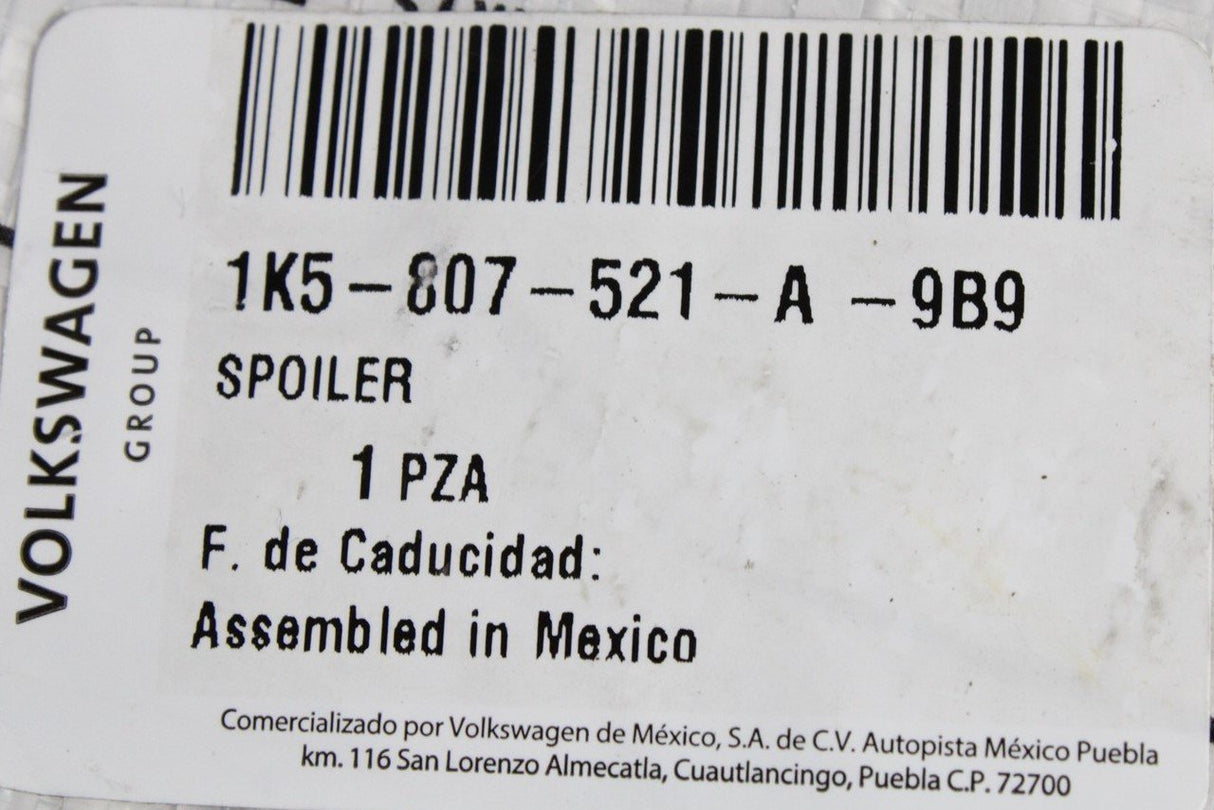 VOLKSWAGEN
GROUP
1K5-807-521-A -9B9
SPOILER
1 PZA
F. de Caducidad:
Assembled in Mexico
Comercializado por Volkswagen de México, S.A. de C.V. Autopista México Puebla
km. 116 San Lorenzo Almecatla, Cuautlancingo, Puebla C.P. 72700